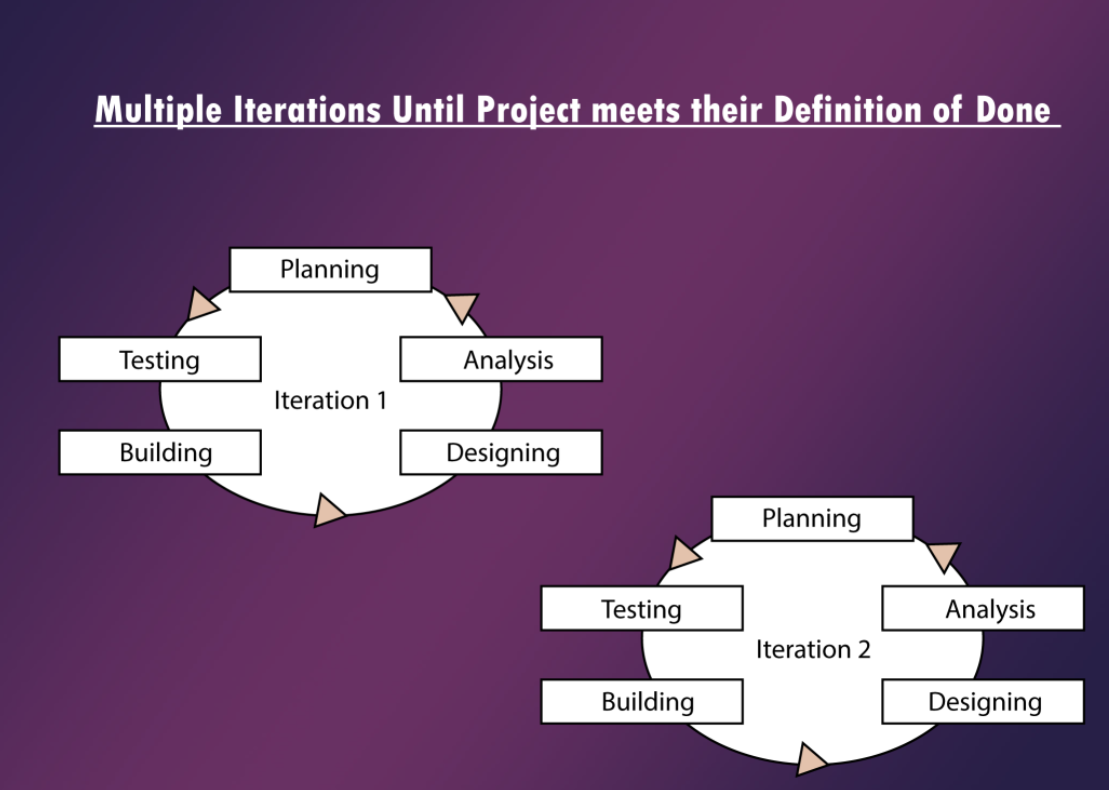 Multiple Iterations Until Project meets their Definition of Done
Planning
Testing
Analysis
Iteration 1
Building
Designing
Planning
Testing
Analysis
Iteration 2
Building
Designing